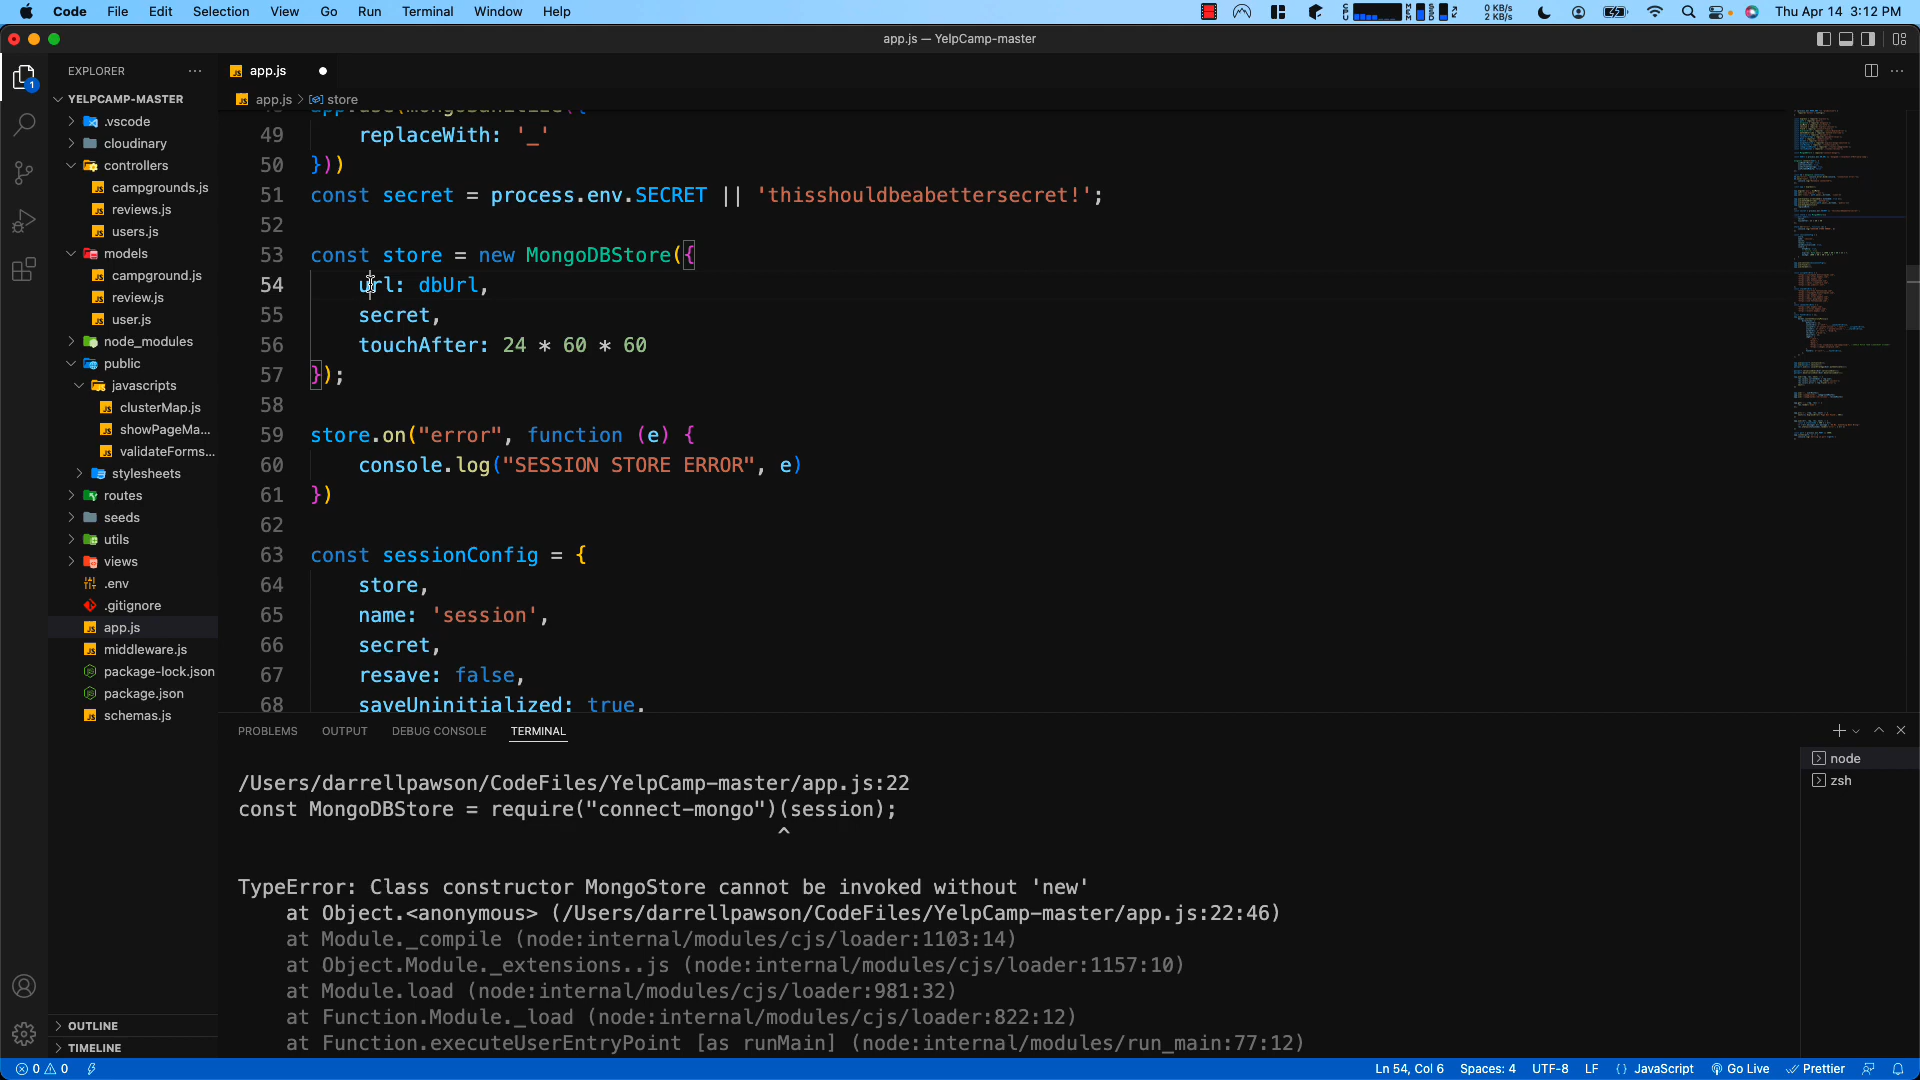 Code File Edit Selection View Go Run Terminal Window Help
CPU MEM SSD 0 KB/s 2 KB/s Thu Apr 14 3:12 PM
app.js — YelpCamp-master
EXPLORER
1
YELPCAMP-MASTER
.vscode
cloudinary
controllers
campgrounds.js
reviews.js
users.js
models
campground.js
review.js
user.js
node_modules
public
javascripts
clusterMap.js
showPageMa...
validateForms...
stylesheets
routes
seeds
utils
views
.env
.gitignore
app.js
middleware.js
package-lock.json
package.json
schemas.js
OUTLINE
TIMELINE
app.js
app.js > store
49 replaceWith: '_'
50 }))
51 const secret = process.env.SECRET || 'thisshouldbeabettersecret!';
52
53 const store = new MongoDBStore({
54 url: dbUrl,
55 secret,
56 touchAfter: 24 * 60 * 60
57 });
58
59 store.on("error", function (e) {
60 console.log("SESSION STORE ERROR", e)
61 })
62
63 const sessionConfig = {
64 store,
65 name: 'session',
66 secret,
67 resave: false,
68 saveUninitialized: true,
PROBLEMS OUTPUT DEBUG CONSOLE TERMINAL
node
zsh
/Users/darrellpawson/CodeFiles/YelpCamp-master/app.js:22
const MongoDBStore = require("connect-mongo")(session);
^
TypeError: Class constructor MongoStore cannot be invoked without 'new'
at Object.<anonymous> (/Users/darrellpawson/CodeFiles/YelpCamp-master/app.js:22:46)
at Module._compile (node:internal/modules/cjs/loader:1103:14)
at Object.Module._extensions..js (node:internal/modules/cjs/loader:1157:10)
at Module.load (node:internal/modules/cjs/loader:981:32)
at Function.Module._load (node:internal/modules/cjs/loader:822:12)
at Function.executeUserEntryPoint [as runMain] (node:internal/modules/run_main:77:12)
0 0 Ln 54, Col 6 Spaces: 4 UTF-8 LF {} JavaScript Go Live Prettier